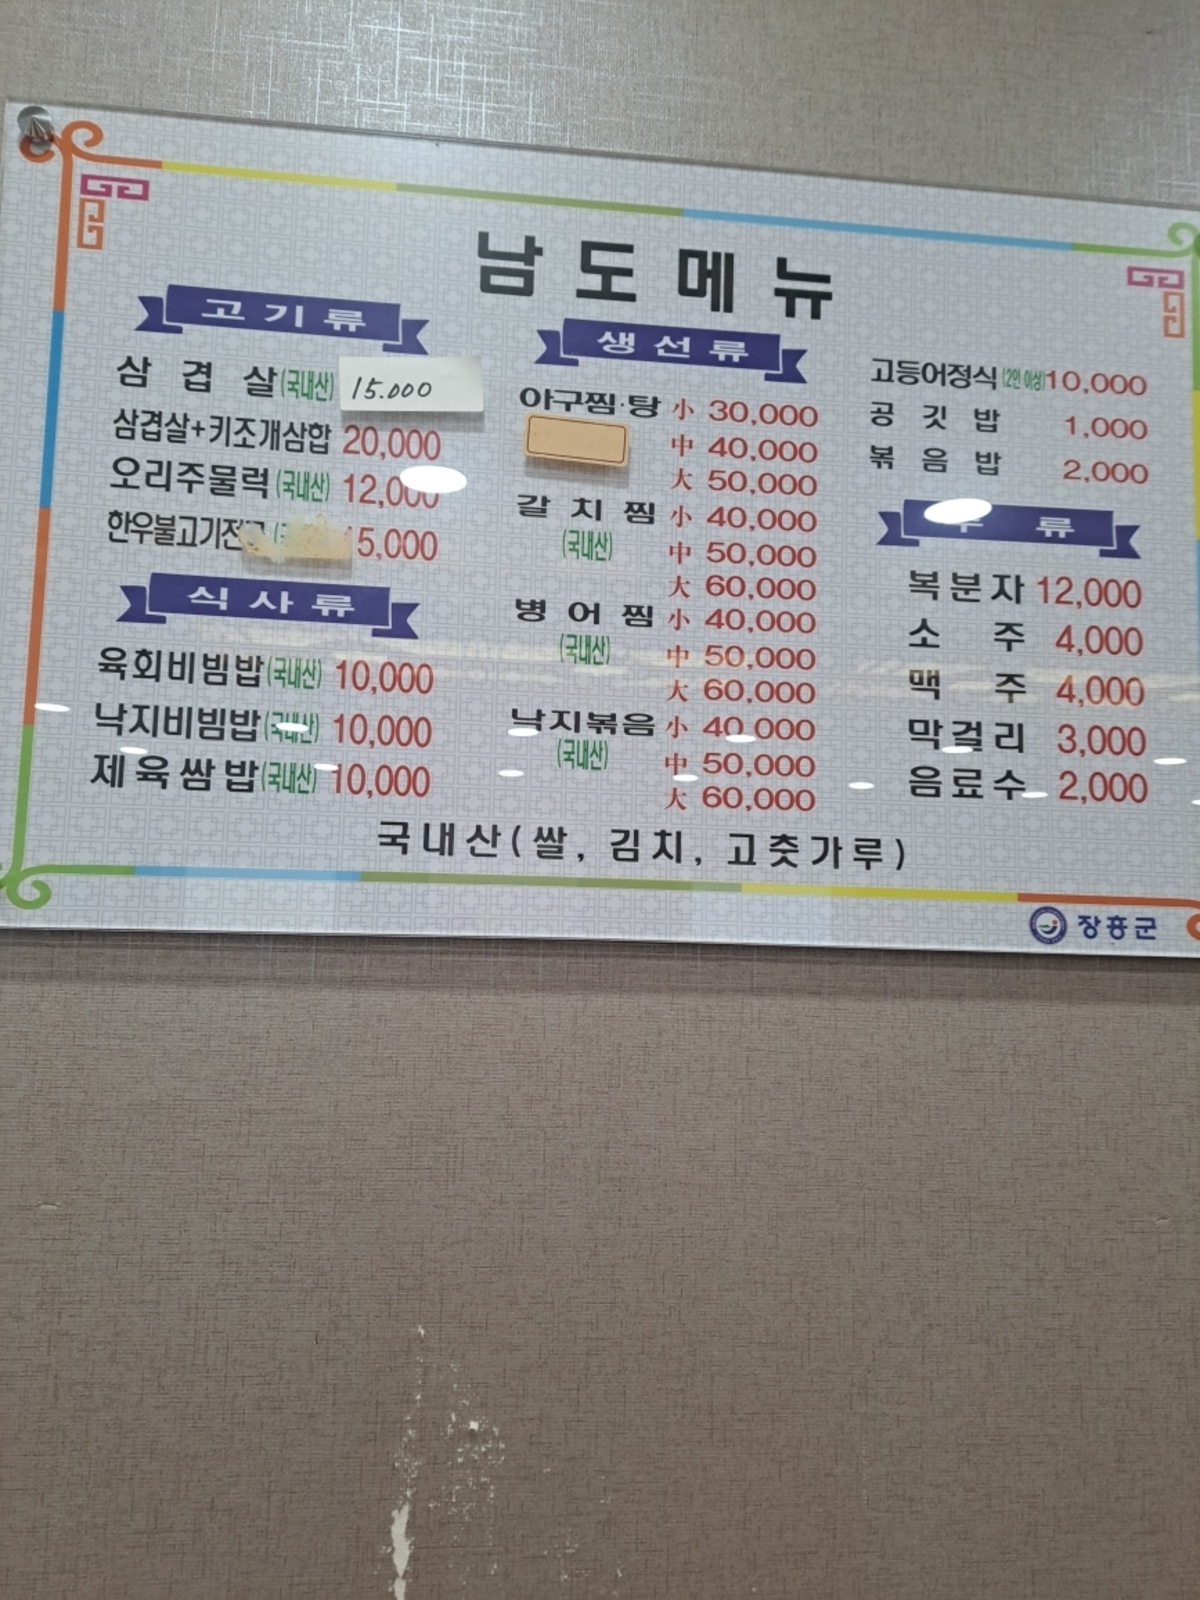 남도메뉴
고기류
삼겹살(국내산) 15.000
삼겹살+키조개삼합 20,000
오리주물럭(국내산) 12,000
한우불고기전 5,000
식사류
육회비빔밥(국내산) 10,000
낙지비빔밥(국내산) 10,000
제육쌈밥(국내산) 10,000
생선류
아구찜·탕 小 30,000
中 40,000
大 50,000
갈치찜 小 40,000
(국내산) 中 50,000
大 60,000
병어찜 小 40,000
(국내산) 中 50,000
大 60,000
낙지볶음 小 40,000
(국내산) 中 50,000
大 60,000
고등어정식(2인 이상) 10,000
공깃밥 1,000
볶음밥 2,000
주류
복분자 12,000
소주 4,000
맥주 4,000
막걸리 3,000
음료수 2,000
국내산(쌀, 김치, 고춧가루)
장흥군